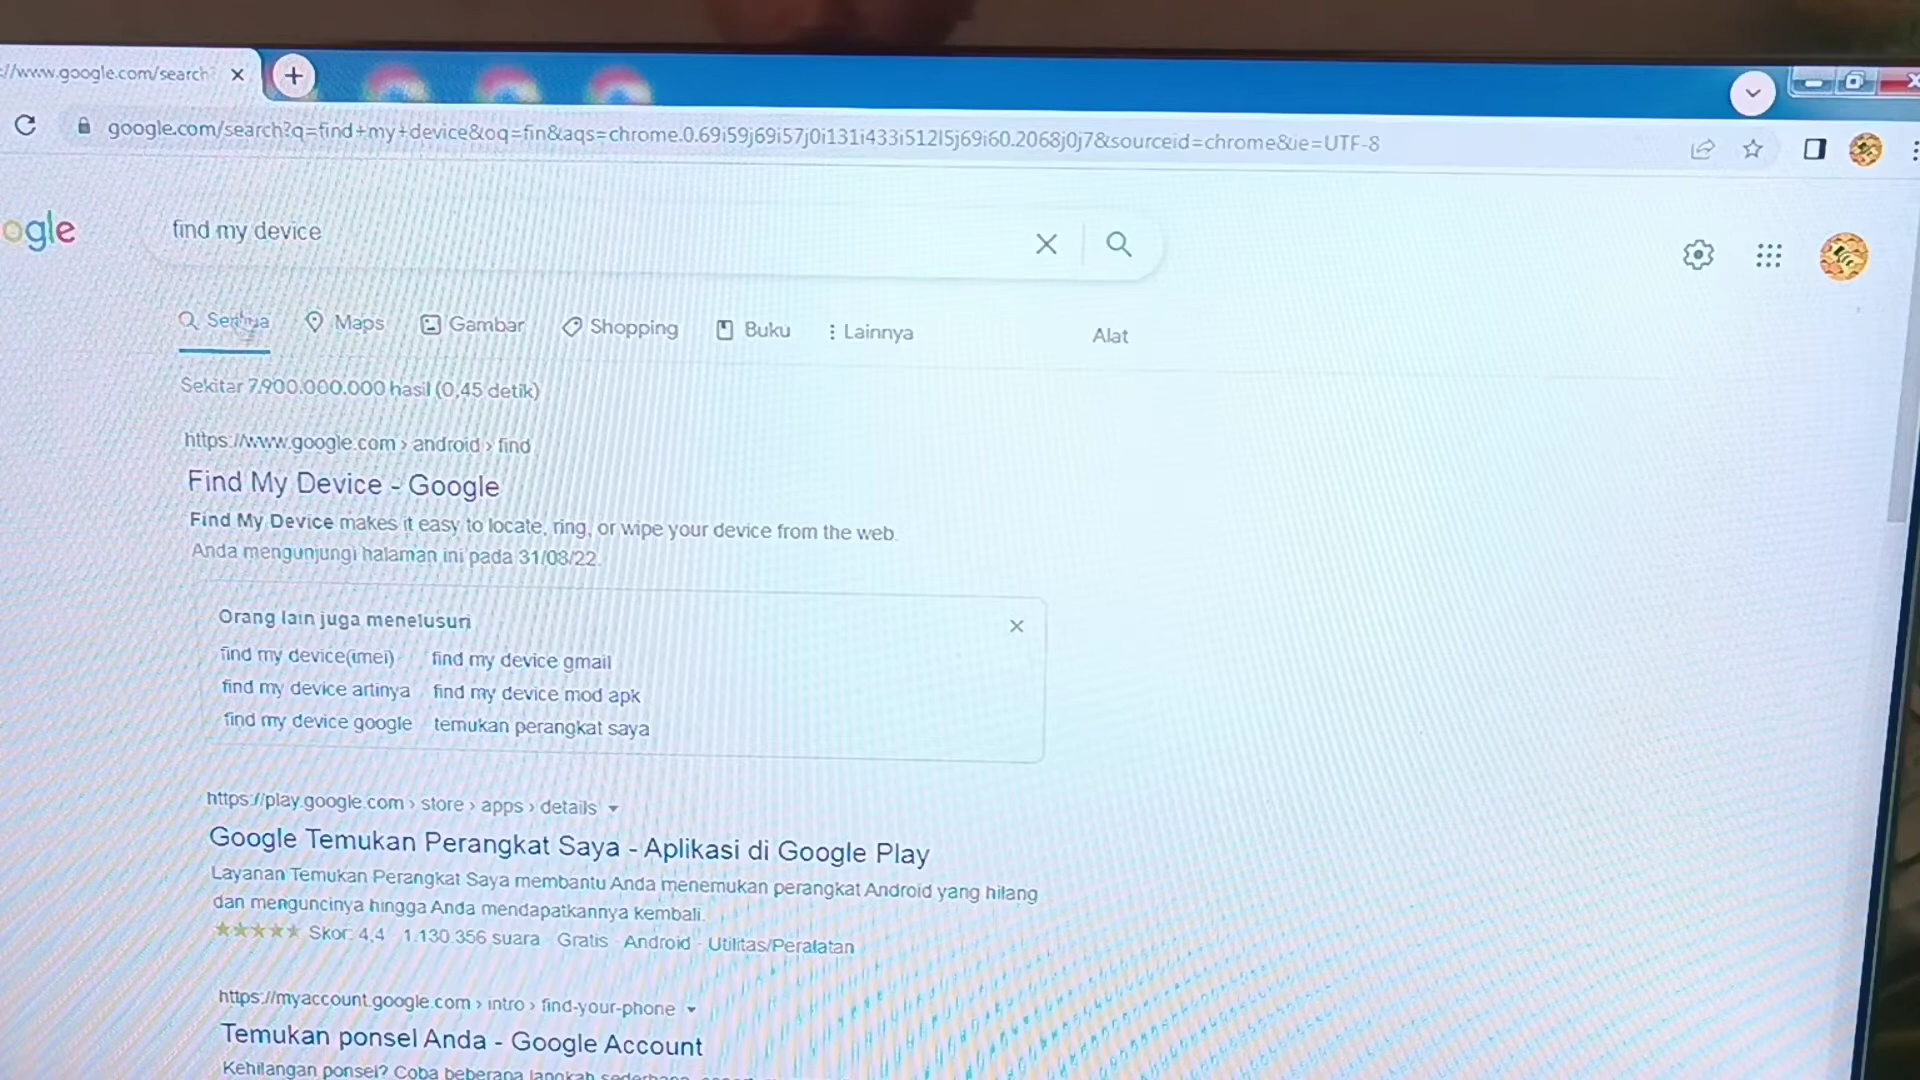 ://www.google.com/search?
google.com/search?q=find+my+device&oq=fin&aqs=chrome.0.69i59j69i57j0i131i433i512l5j69i60.2068j0j7&sourceid=chrome&ie=UTF-8
ogle
find my device
Semua Maps Gambar Shopping Buku Lainnya Alat
Sekitar 7.900.000.000 hasil (0,45 detik)
https://www.google.com › android › find
Find My Device - Google
Find My Device makes it easy to locate, ring, or wipe your device from the web.
Anda mengunjungi halaman ini pada 31/08/22.
Orang lain juga menelusuri
find my device(imei) find my device gmail
find my device artinya find my device mod apk
find my device google temukan perangkat saya
https://play.google.com › store › apps › details
Google Temukan Perangkat Saya - Aplikasi di Google Play
Layanan Temukan Perangkat Saya membantu Anda menemukan perangkat Android yang hilang
dan menguncinya hingga Anda mendapatkannya kembali.
Skor: 4,4 · 1.130.356 suara · Gratis · Android · Utilitas/Peralatan
https://myaccount.google.com › intro › find-your-phone
Temukan ponsel Anda - Google Account
Kehilangan ponsel? Coba beberapa langkah sederhana,